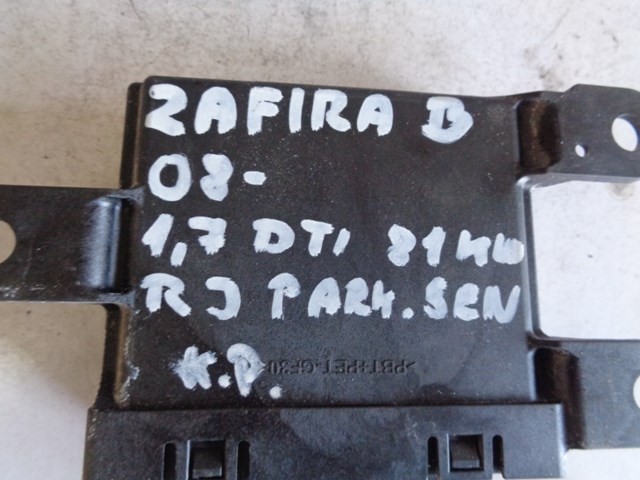 ZAFIRA B
08-
1,7 DTI 81 KW
RJ PARK. SEN
K.P. >PBT+PET-GF30<